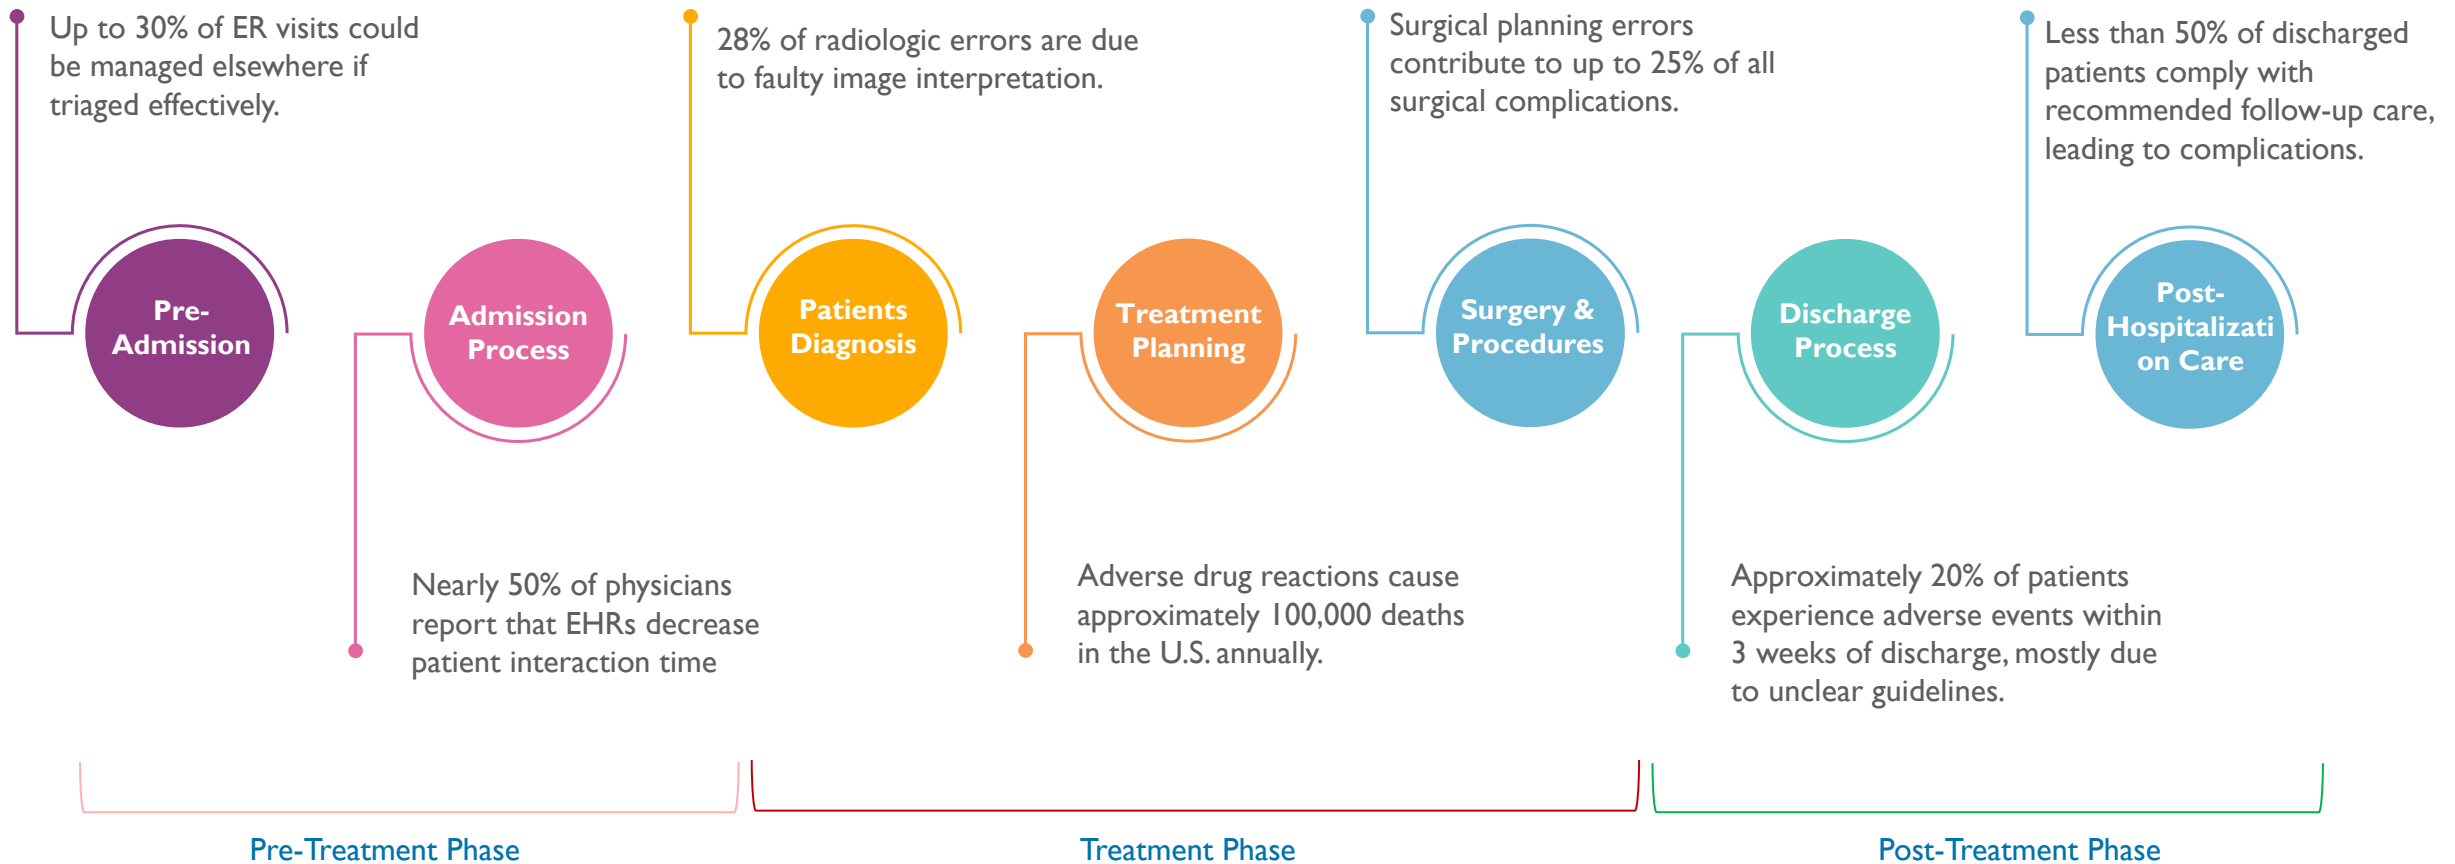 Up to 30% of ER visits could
be managed elsewhere if
triaged effectively.
28% of radiologic errors are due
to faulty image interpretation.
Surgical planning errors
contribute to up to 25% of all
surgical complications.
Less than 50% of discharged
patients comply with
recommended follow-up care,
leading to complications.
Pre-
Admission
Admission
Process
Patients
Diagnosis
Treatment
Planning
Surgery &
Procedures
Discharge
Process
Post-
Hospitalizati
on Care
Nearly 50% of physicians
report that EHRs decrease
patient interaction time
Adverse drug reactions cause
approximately 100,000 deaths
in the U.S. annually.
Approximately 20% of patients
experience adverse events within
3 weeks of discharge, mostly due
to unclear guidelines.
Pre-Treatment Phase
Treatment Phase
Post-Treatment Phase